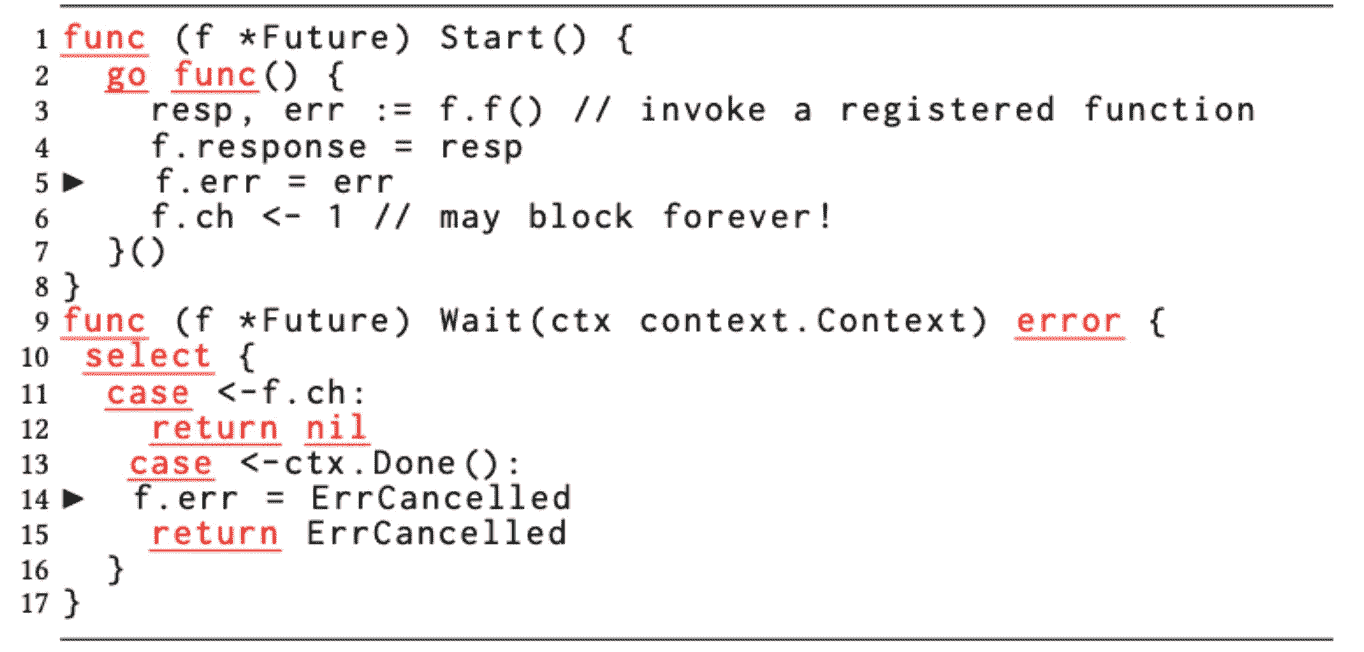 1 func (f *Future) Start() {
2 go func() {
3 resp, err := f.f() // invoke a registered function
4 f.response = resp
5 ► f.err = err
6 f.ch <- 1 // may block forever!
7 }()
8 }
9 func (f *Future) Wait(ctx context.Context) error {
10 select {
11 case <-f.ch:
12 return nil
13 case <-ctx.Done():
14 ► f.err = ErrCancelled
15 return ErrCancelled
16 }
17 }